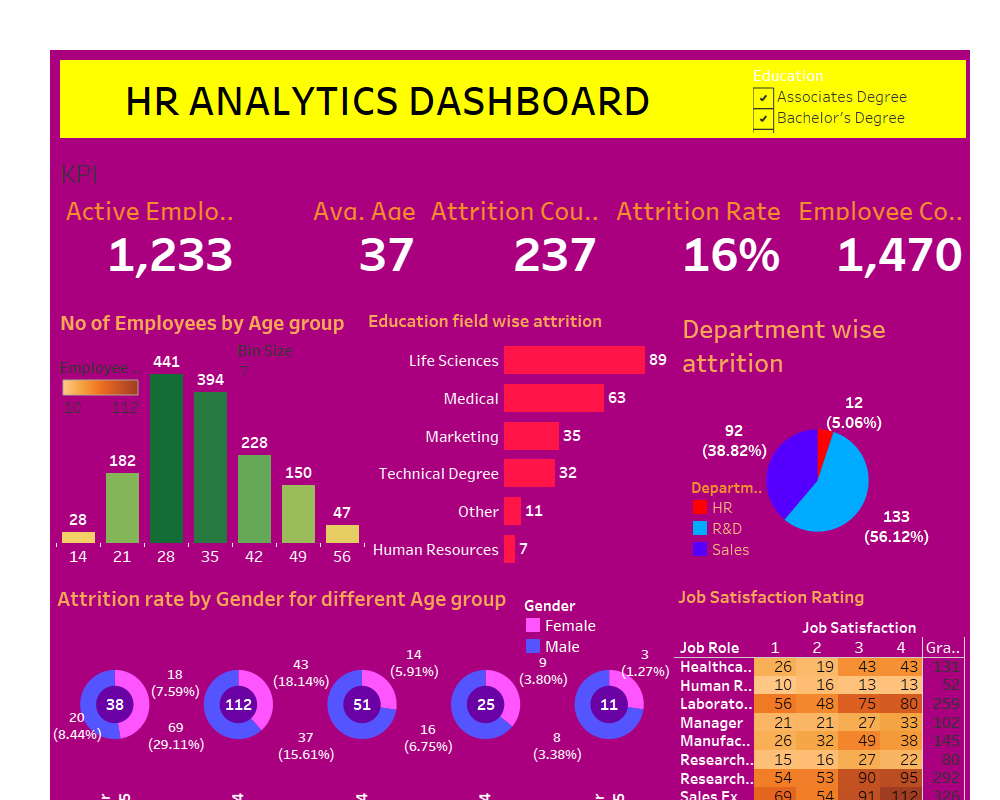 HR ANALYTICS DASHBOARD
Education
Associates Degree
Bachelor's Degree
KPI
Active Emplo..
Avg. Age
Attrition Cou..
Attrition Rate
Employee Co..
1,233
37
237
16%
1,470
No of Employees by Age group
Employee..
10
112
Bin Size
7
28
182
441
394
228
150
47
14
21
28
35
42
49
56
Education field wise attrition
Life Sciences 89
Medical 63
Marketing 35
Technical Degree 32
Other 11
Human Resources 7
Department wise
attrition
12
(5.06%)
92
(38.82%)
133
(56.12%)
Departm..
HR
R&D
Sales
Attrition rate by Gender for different Age group
Gender
Female
Male
38
18
(7.59%)
20
(8.44%)
112
43
(18.14%)
69
(29.11%)
51
14
(5.91%)
37
(15.61%)
25
9
(3.80%)
16
(6.75%)
11
3
(1.27%)
8
(3.38%)
Job Satisfaction Rating
Job Satisfaction
Job Role 1 2 3 4 Gra..
Healthca.. 26 19 43 43 131
Human R.. 10 16 13 13 52
Laborato.. 56 48 75 80 259
Manager 21 21 27 33 102
Manufac.. 26 32 49 38 145
Research.. 15 16 27 22 80
Research.. 54 53 90 95 292
Sales Ex.. 69 54 91 112 326